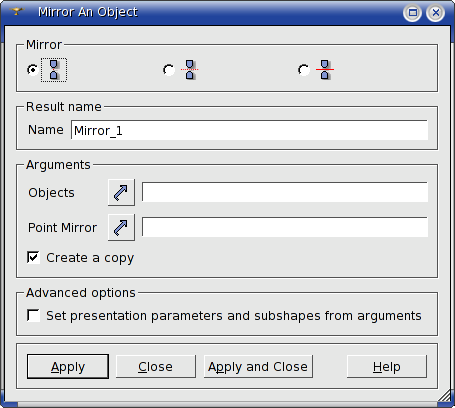 Mirror An Object
Mirror
Result name
Name Mirror_1
Arguments
Objects
Point Mirror
Create a copy
Advanced options
Set presentation parameters and subshapes from arguments
Apply Close Apply and Close Help